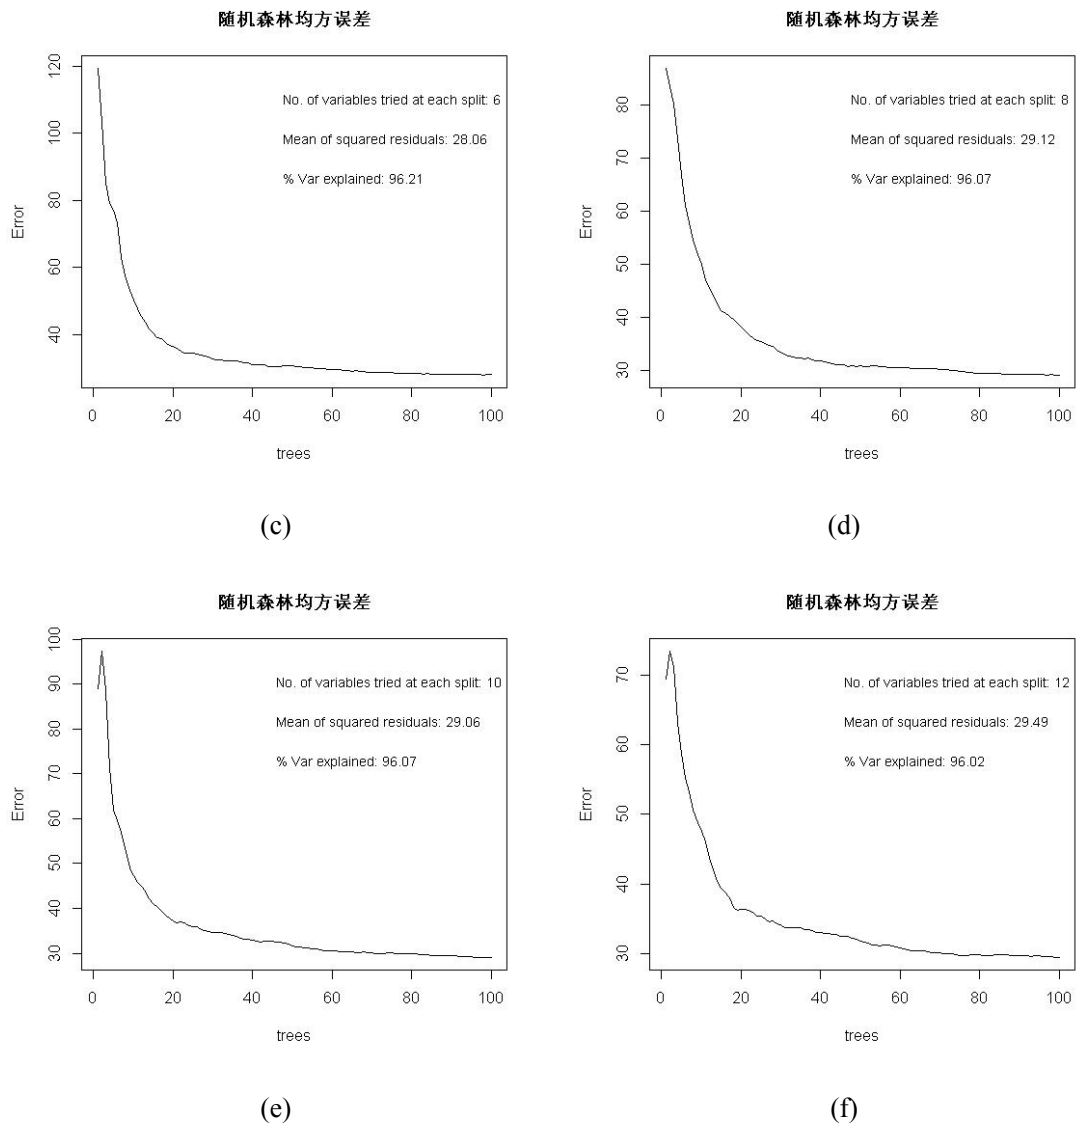 随机森林均方误差
No. of variables tried at each split: 6
Mean of squared residuals: 28.06
% Var explained: 96.21
Error
120
100
80
60
40
0 20 40 60 80 100
trees
(c)
随机森林均方误差
No. of variables tried at each split: 8
Mean of squared residuals: 29.12
% Var explained: 96.07
Error
80
70
60
50
40
30
0 20 40 60 80 100
trees
(d)
随机森林均方误差
No. of variables tried at each split: 10
Mean of squared residuals: 29.06
% Var explained: 96.07
Error
100
90
80
70
60
50
40
30
0 20 40 60 80 100
trees
(e)
随机森林均方误差
No. of variables tried at each split: 12
Mean of squared residuals: 29.49
% Var explained: 96.02
Error
70
60
50
40
30
0 20 40 60 80 100
trees
(f)